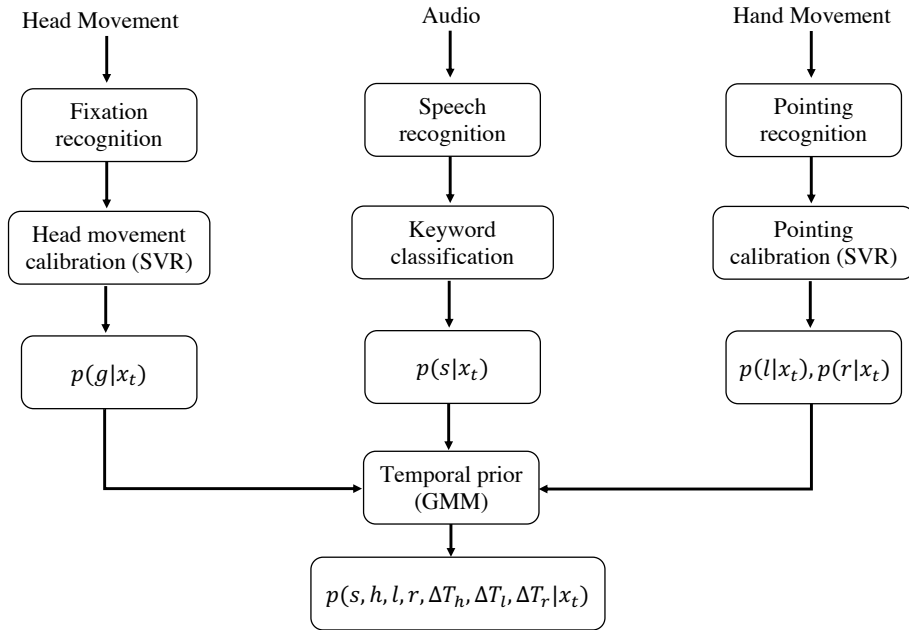 Head Movement
Audio
Hand Movement
Fixation
recognition
Speech
recognition
Pointing
recognition
Head movement
calibration (SVR)
Keyword
classification
Pointing
calibration (SVR)
p(g|x_t)
p(s|x_t)
p(l|x_t), p(r|x_t)
Temporal prior
(GMM)
p(s, h, l, r, ΔT_h, ΔT_l, ΔT_r|x_t)